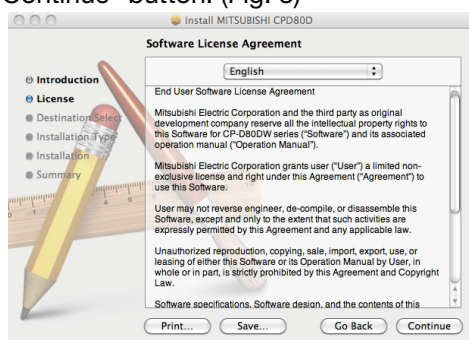 Continue" button. (Fig. 3)
Install MITSUBISHI CPD80D
Software License Agreement
Introduction
License
Destination Select
Installation Type
Installation
Summary
English
End User Software License Agreement
Mitsubishi Electric Corporation and the third party as original
development company reserve all the intellectual property rights to
this Software for CP-D80DW series ("Software") and its associated
operation manual ("Operation Manual").
Mitsubishi Electric Corporation grants user ("User") a limited non-
exclusive license and right under this Agreement ("Agreement") to
use this Software.
User may not reverse engineer, de-compile, or disassemble this
Software, except and only to the extent that such activities are
expressly permitted by this Agreement and any applicable law.
Unauthorized reproduction, copying, sale, import, export, use, or
leasing of either this Software or its Operation Manual by User, in
whole or in part, is strictly prohibited by this Agreement and Copyright
Law.
Software specifications, Software design, and the contents of this
Print... Save... Go Back Continue